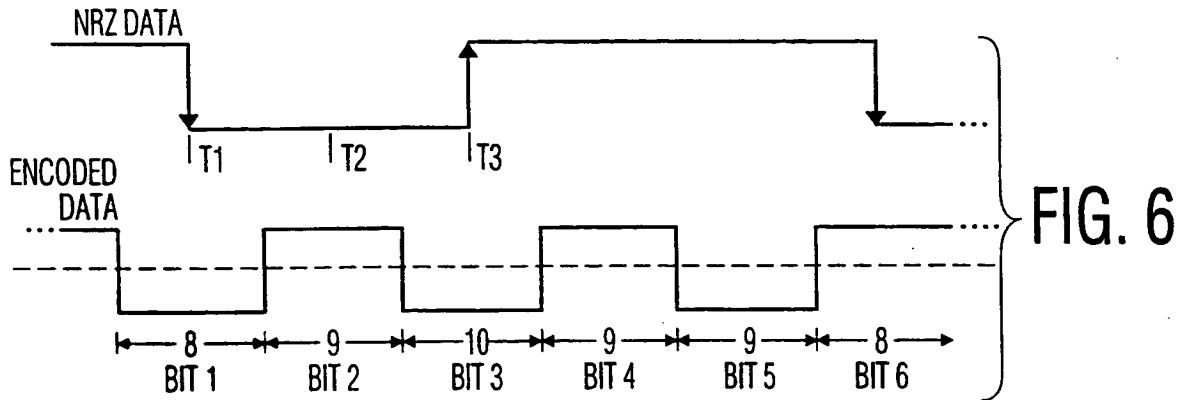 NRZ DATA
T1 T2 T3
ENCODED
DATA
FIG. 6
8 9 10 9 9 8
BIT 1 BIT 2 BIT 3 BIT 4 BIT 5 BIT 6